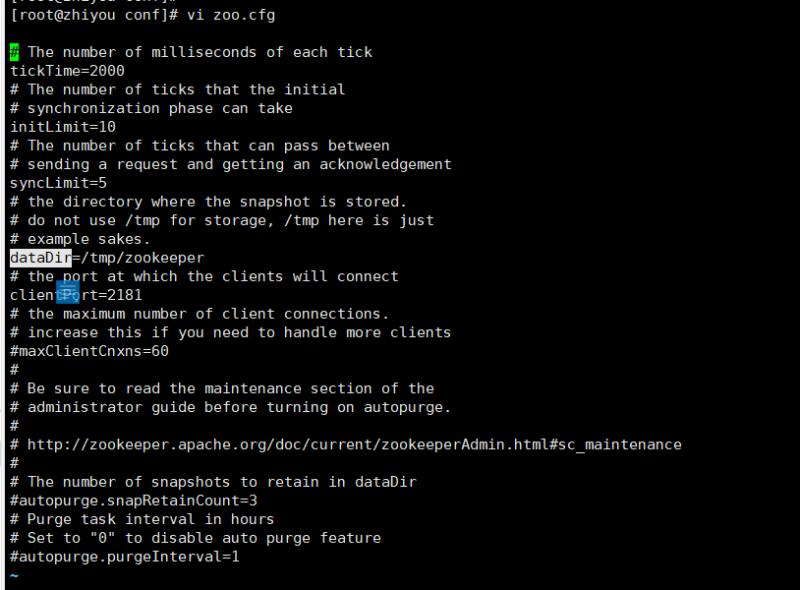 [root@zhiyou conf]# vi zoo.cfg
# The number of milliseconds of each tick
tickTime=2000
# The number of ticks that the initial
# synchronization phase can take
initLimit=10
# The number of ticks that can pass between
# sending a request and getting an acknowledgement
syncLimit=5
# the directory where the snapshot is stored.
# do not use /tmp for storage, /tmp here is just
# example sakes.
dataDir=/tmp/zookeeper
# the port at which the clients will connect
clientPort=2181
# the maximum number of client connections.
# increase this if you need to handle more clients
#maxClientCnxns=60
#
# Be sure to read the maintenance section of the
# administrator guide before turning on autopurge.
#
# http://zookeeper.apache.org/doc/current/zookeeperAdmin.html#sc_maintenance
#
# The number of snapshots to retain in dataDir
#autopurge.snapRetainCount=3
# Purge task interval in hours
# Set to "0" to disable auto purge feature
#autopurge.purgeInterval=1
~